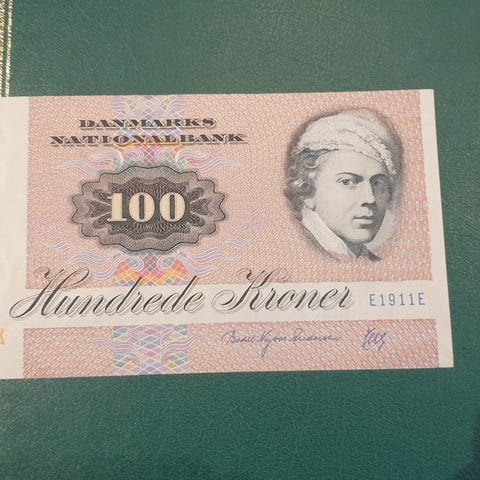 DANMARKS
NATIONALBANK
100
Hundrede Kroner E1911E